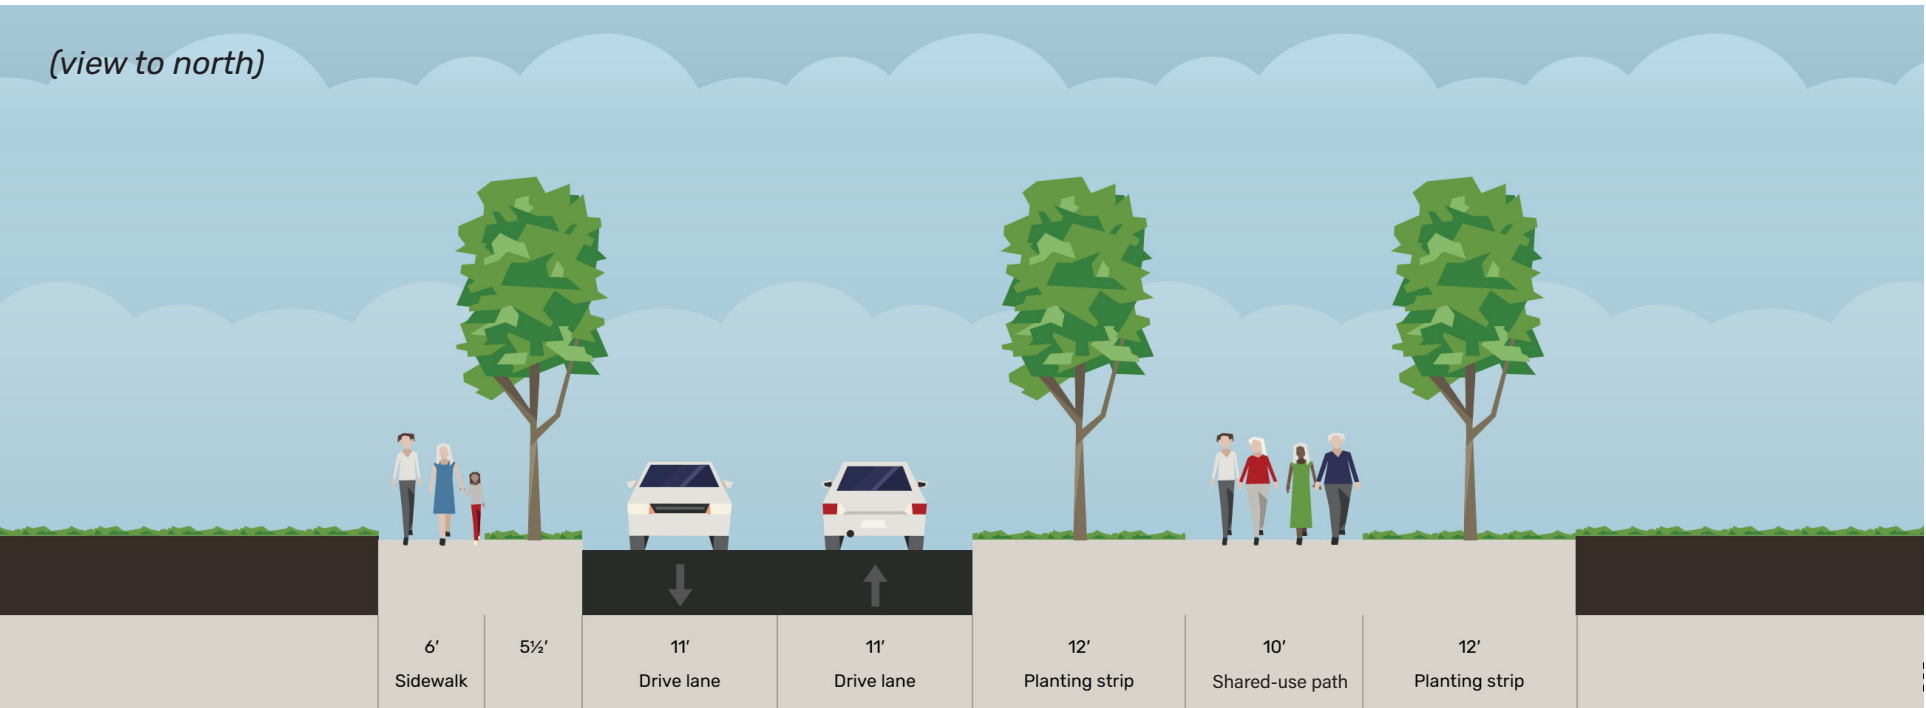 (view to north)
6′ 5½′ 11′ 11′ 12′ 10′ 12′
Sidewalk Drive lane Drive lane Planting strip Shared-use path Planting strip